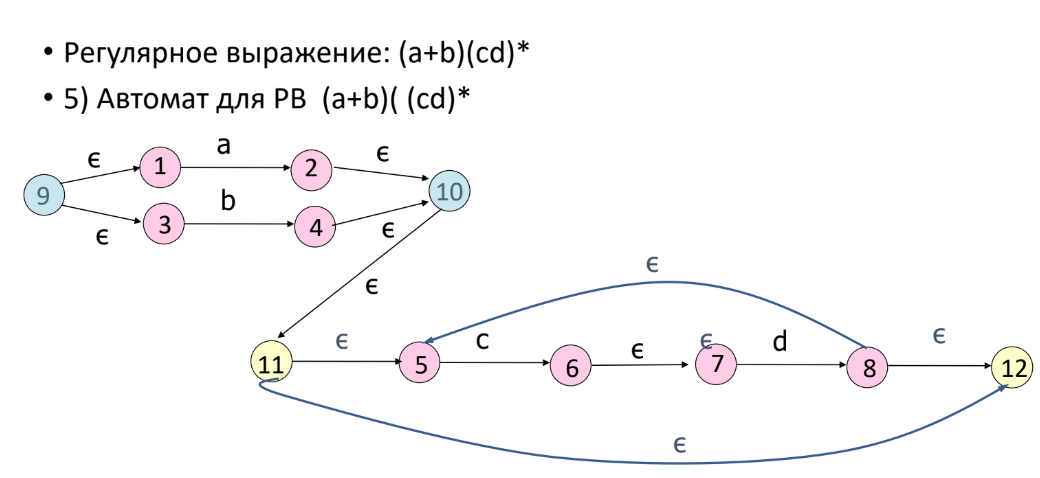 • Регулярное выражение: (a+b)(cd)*
• 5) Автомат для РВ (a+b)( (cd)*
ϵ a ϵ
1 2
9 10
b
3 4
ϵ ϵ
ϵ
ϵ
ϵ c ϵ ϵ d ϵ
11 5 6 7 8 12
ϵ